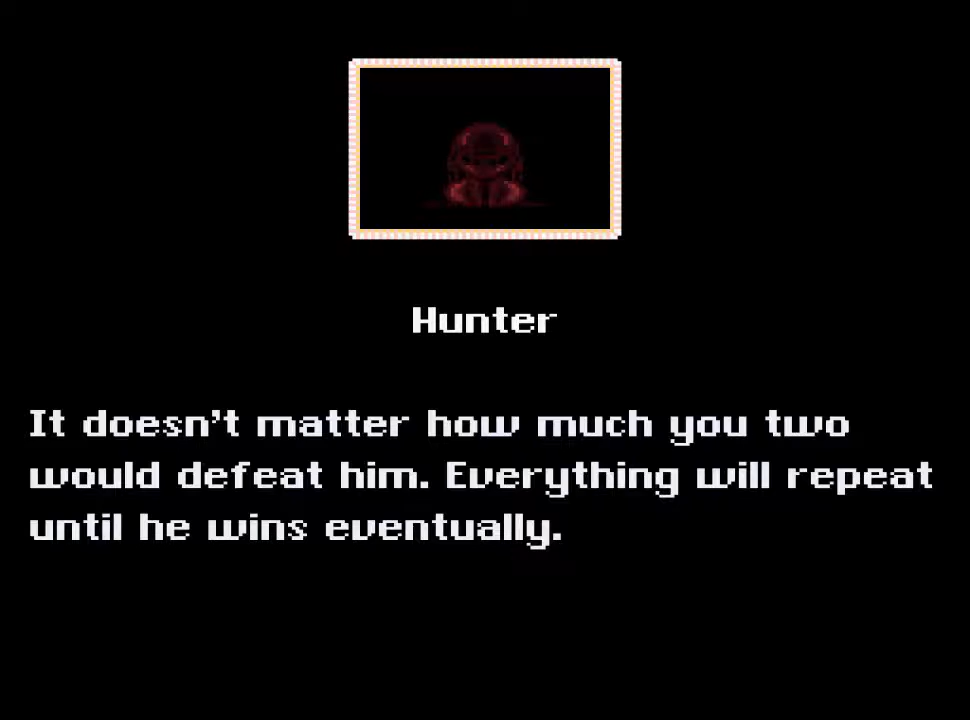 Hunter
It doesn't matter how much you two
would defeat him. Everything will repeat
until he wins eventually.